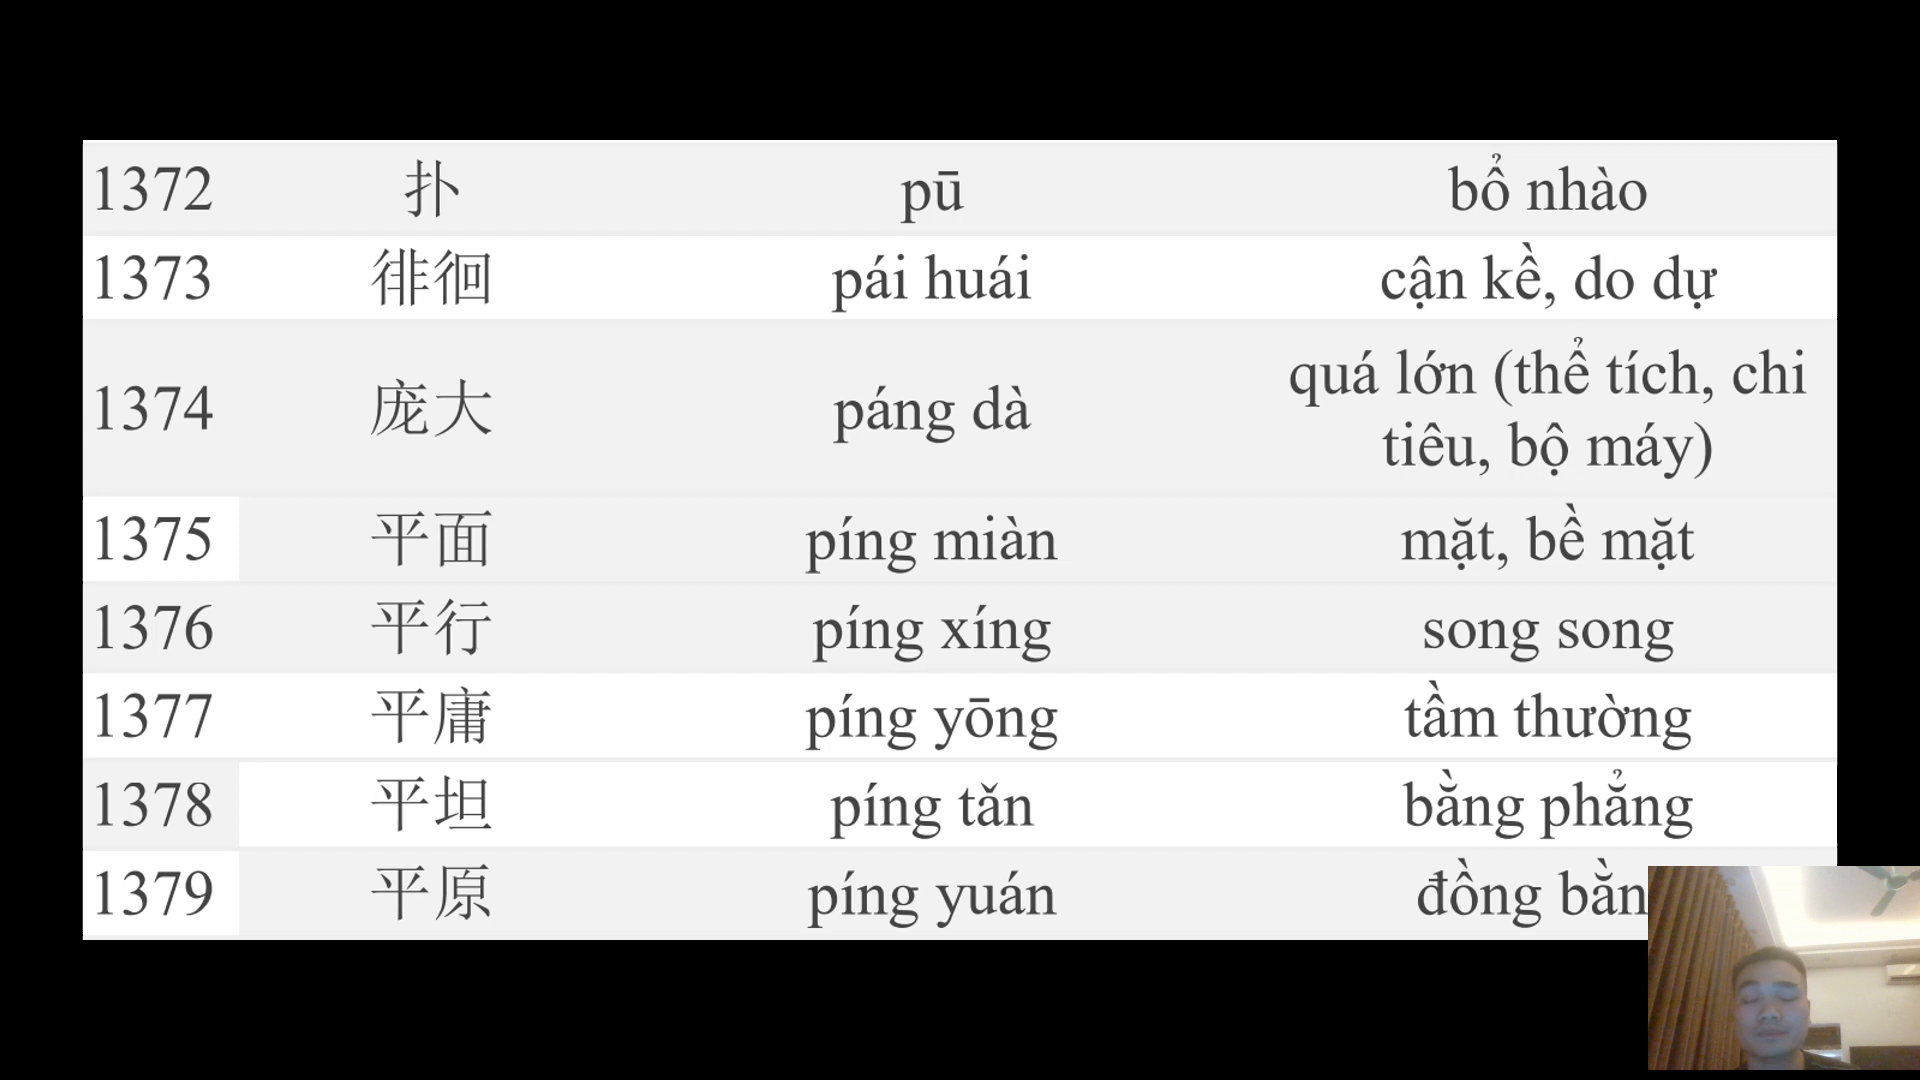 1372 扑 pū bổ nhào
1373 徘徊 pái huái cận kề, do dự
1374 庞大 páng dà quá lớn (thể tích, chi
tiêu, bộ máy)
1375 平面 píng miàn mặt, bề mặt
1376 平行 píng xíng song song
1377 平庸 píng yōng tầm thường
1378 平坦 píng tǎn bằng phẳng
1379 平原 píng yuán đồng